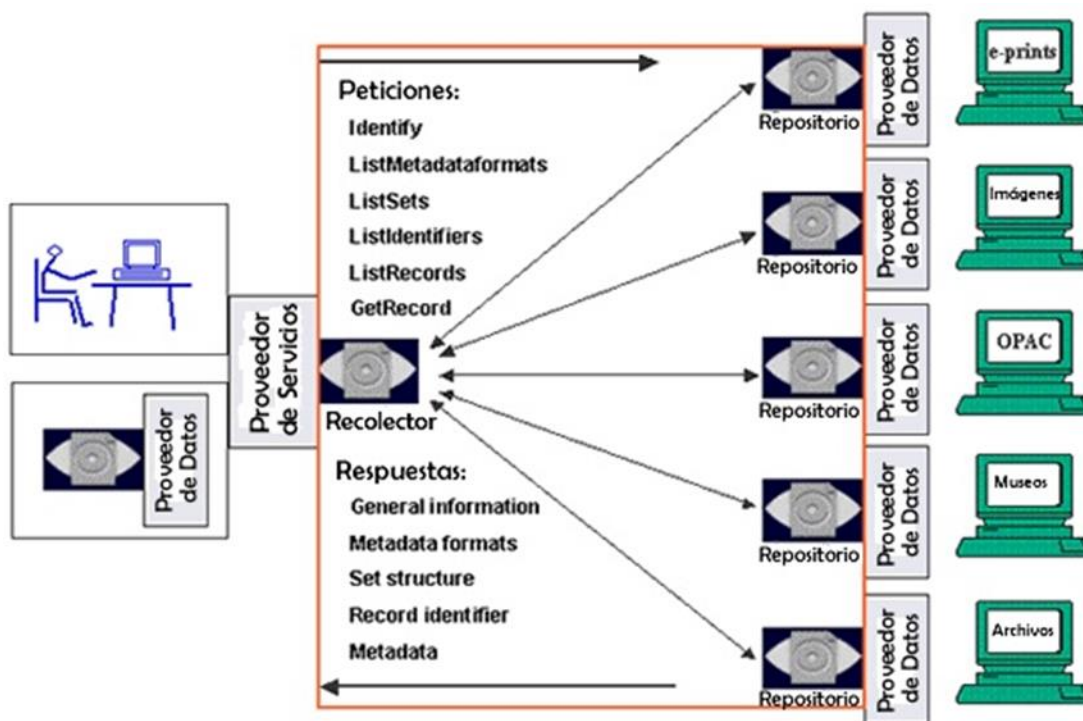 Peticiones:
Identify
ListMetadataformats
ListSets
ListIdentifiers
ListRecords
GetRecord
Proveedor
de Servicios
Recolector
Proveedor
de Datos
Respuestas:
General information
Metadata formats
Set structure
Record identifier
Metadata
Repositorio
Proveedor
de Datos
e-prints
Repositorio
Proveedor
de Datos
Imágenes
Repositorio
Proveedor
de Datos
OPAC
Repositorio
Proveedor
de Datos
Museos
Repositorio
Proveedor
de Datos
Archivos